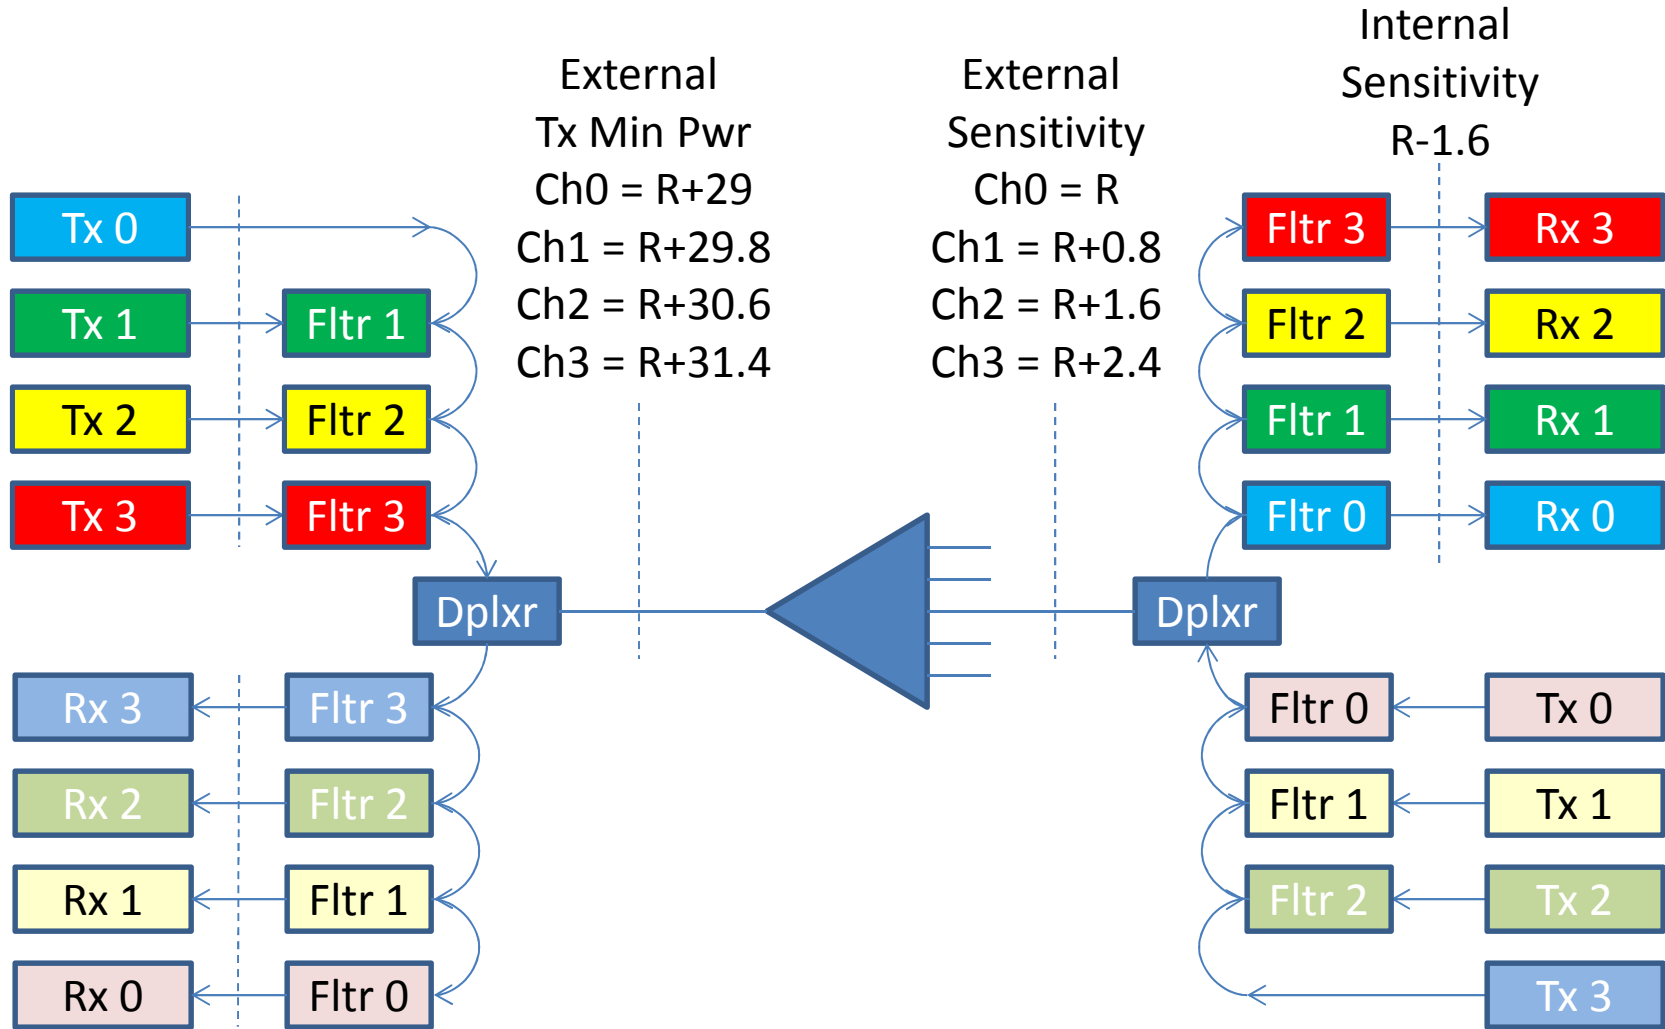 External
Tx Min Pwr
Ch0 = R+29
Ch1 = R+29.8
Ch2 = R+30.6
Ch3 = R+31.4
External
Sensitivity
Ch0 = R
Ch1 = R+0.8
Ch2 = R+1.6
Ch3 = R+2.4
Internal
Sensitivity
R-1.6
Tx 0
Tx 1
Fltr 1
Tx 2
Fltr 2
Tx 3
Fltr 3
Dplxr
Rx 3
Fltr 3
Rx 2
Fltr 2
Rx 1
Fltr 1
Rx 0
Fltr 0
Fltr 3
Rx 3
Fltr 2
Rx 2
Fltr 1
Rx 1
Fltr 0
Rx 0
Dplxr
Fltr 0
Tx 0
Fltr 1
Tx 1
Fltr 2
Tx 2
Tx 3